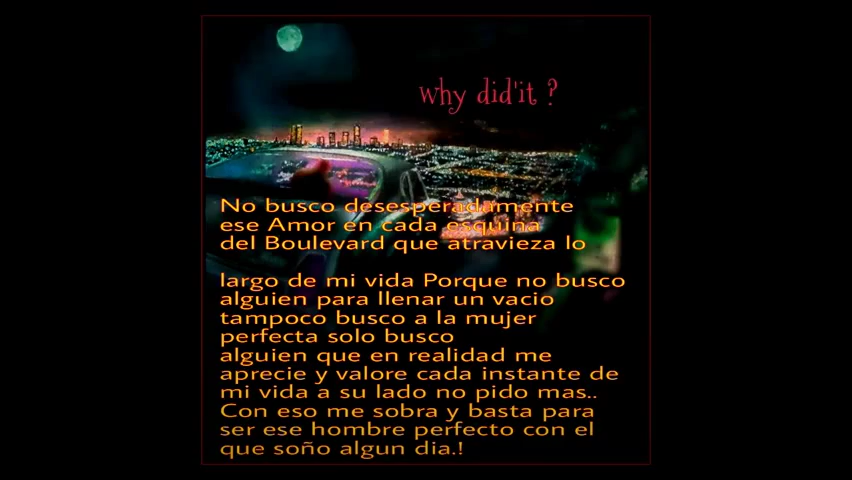 why did'it ?
No busco desesperadamente
ese Amor en cada esquina
del Boulevard que atravieza lo
largo de mi vida Porque no busco
alguien para llenar un vacio
tampoco busco a la mujer
perfecta solo busco
alguien que en realidad me
aprecie y valore cada instante de
mi vida a su lado no pido mas..
Con eso me sobra y basta para
ser ese hombre perfecto con el
que soño algun dia.!